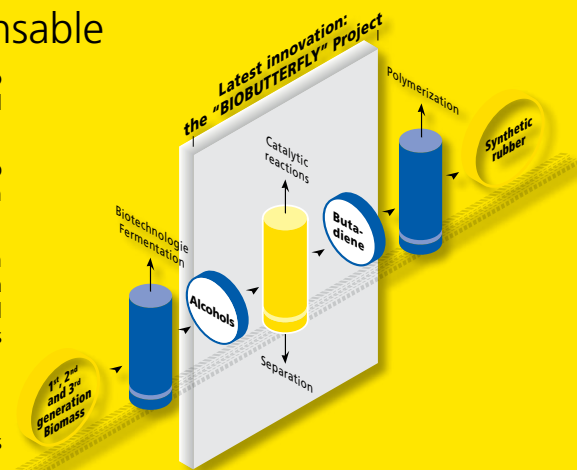 nsable
Latest innovation:
the "BIOBUTTERFLY" Project
Polymerization
Synthetic
rubber
Catalytic
reactions
Buta-
diene
Biotechnologie
Fermentation
Alcohols
Separation
1st, 2nd
and 3rd
generation
Biomass